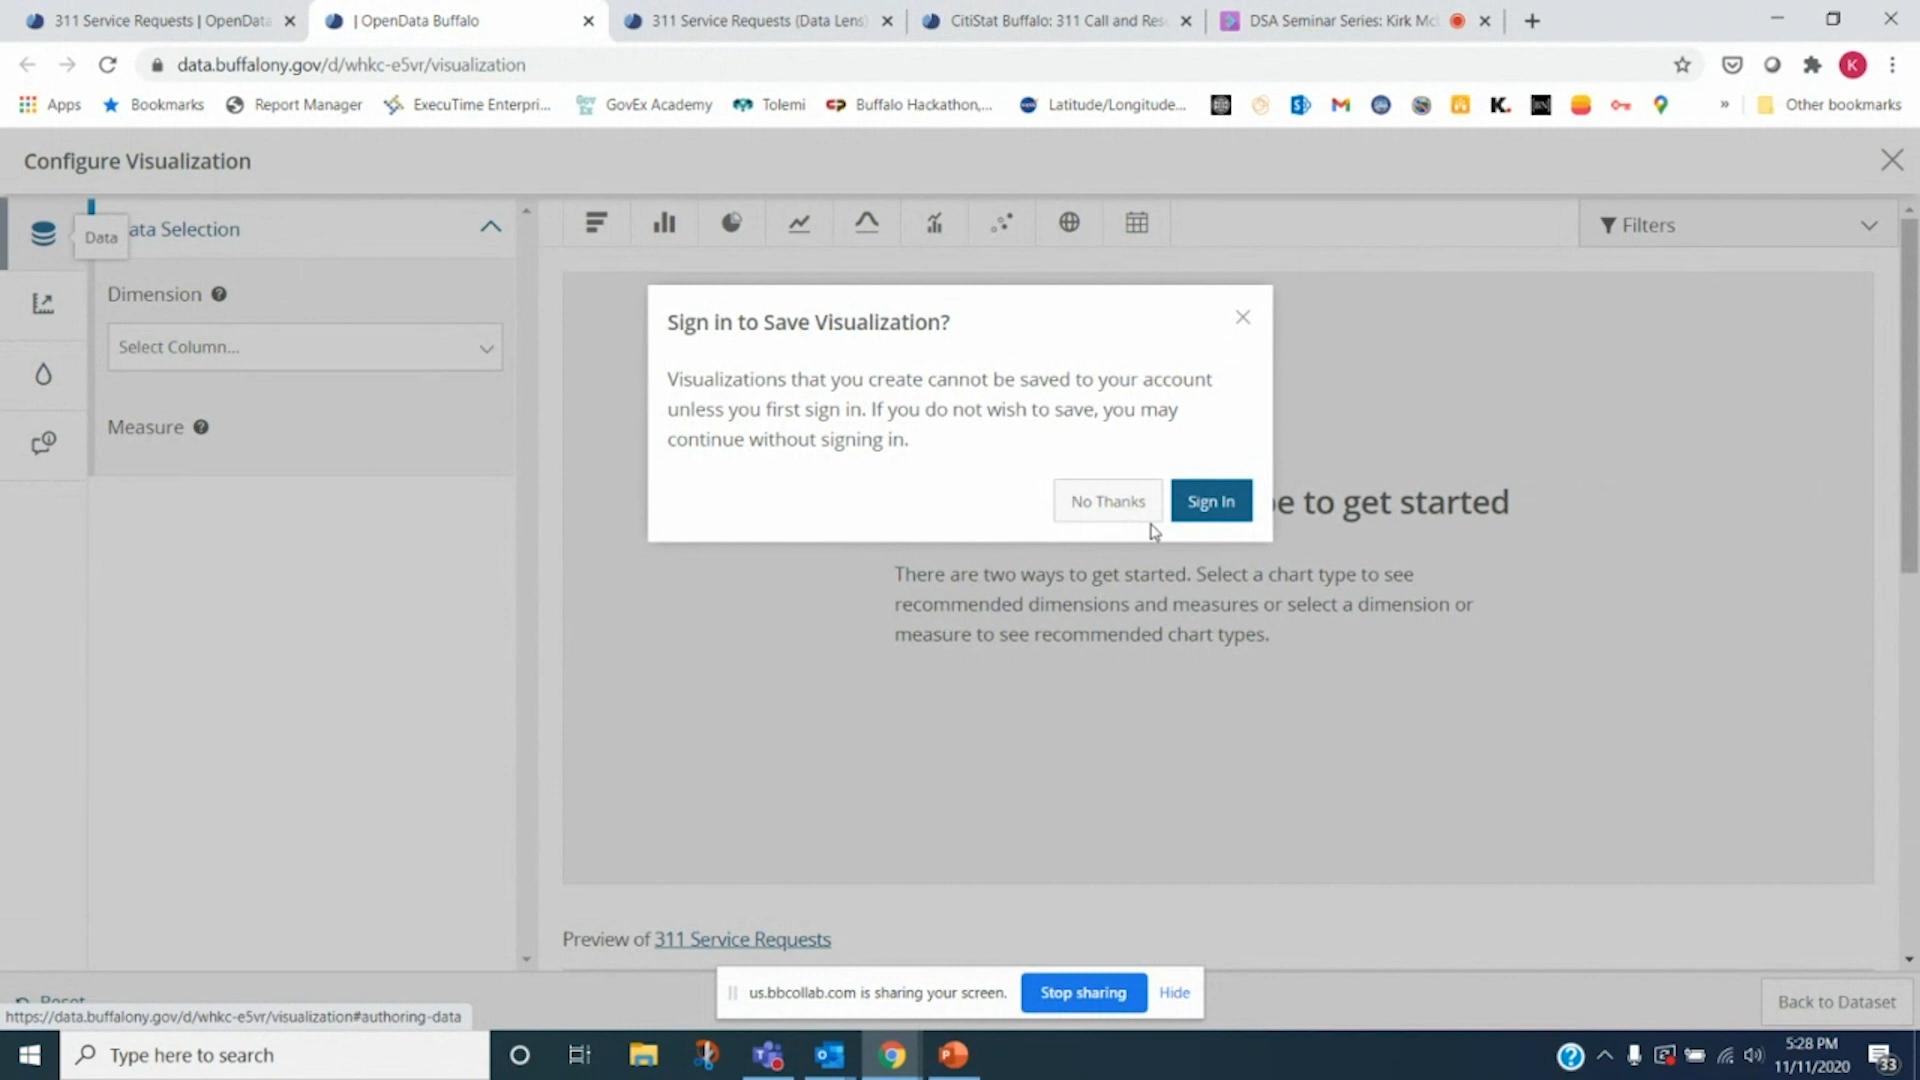 311 Service Requests | OpenData
| OpenData Buffalo
311 Service Requests (Data Lens
CitiStat Buffalo: 311 Call and Res
DSA Seminar Series: Kirk Mc
data.buffalony.gov/d/whkc-e5vr/visualization
K
Apps
Bookmarks
Report Manager
ExecuTime Enterpri...
GovEx Academy
Tolemi
Buffalo Hackathon,...
Latitude/Longitude...
K.
»
Other bookmarks
Configure Visualization
Data
ata Selection
Filters
Dimension
Select Column...
Measure
Sign in to Save Visualization?
Visualizations that you create cannot be saved to your account
unless you first sign in. If you do not wish to save, you may
continue without signing in.
No Thanks
Sign In
e to get started
There are two ways to get started. Select a chart type to see
recommended dimensions and measures or select a dimension or
measure to see recommended chart types.
Preview of 311 Service Requests
us.bbcollab.com is sharing your screen.
Stop sharing
Hide
Reset
Back to Dataset
https://data.buffalony.gov/d/whkc-e5vr/visualization#authoring-data
Type here to search
5:28 PM
11/11/2020
33